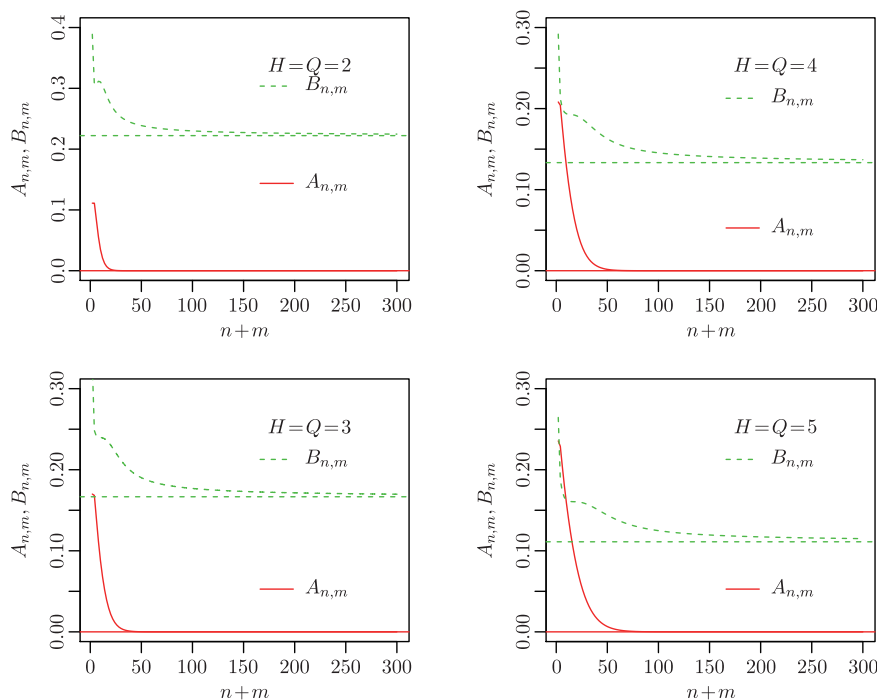 0.4
0.3
0.2
0.1
0.0
A_{n,m}, B_{n,m}
H=Q=2
B_{n,m}
A_{n,m}
0 50 100 150 200 250 300
n+m
0.30
0.20
0.10
0.00
A_{n,m}, B_{n,m}
H=Q=4
B_{n,m}
A_{n,m}
0 50 100 150 200 250 300
n+m
0.30
0.20
0.10
0.00
A_{n,m}, B_{n,m}
H=Q=3
B_{n,m}
A_{n,m}
0 50 100 150 200 250 300
n+m
0.30
0.20
0.10
0.00
A_{n,m}, B_{n,m}
H=Q=5
B_{n,m}
A_{n,m}
0 50 100 150 200 250 300
n+m